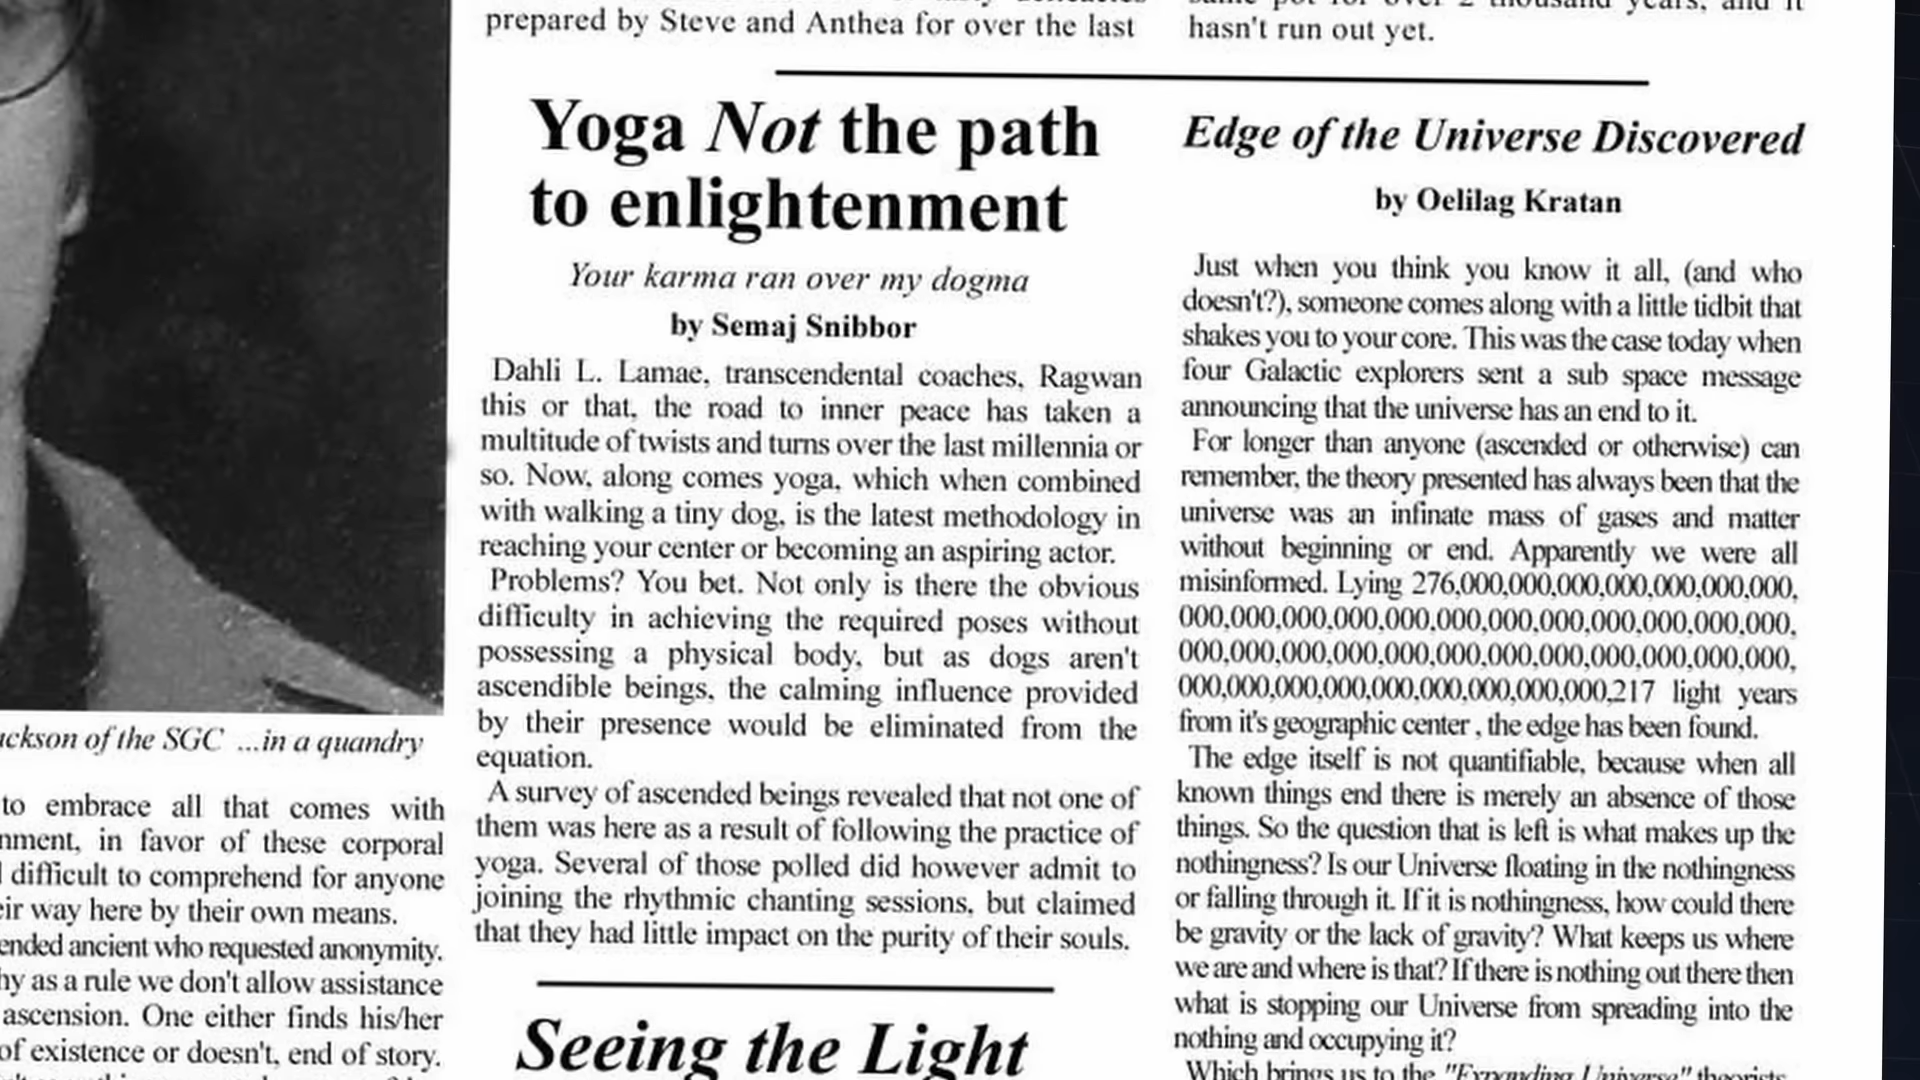 prepared by Steve and Anthea for over the last
hasn't run out yet.
ackson of the SGC ...in a quandry
to embrace all that comes with
nment, in favor of these corporal
difficult to comprehend for anyone
eir way here by their own means.
ended ancient who requested anonymity.
hy as a rule we don't allow assistance
ascension. One either finds his/her
of existence or doesn't, end of story.
Yoga Not the path
to enlightenment
Your karma ran over my dogma
by Semaj Snibbor
Dahli L. Lamae, transcendental coaches, Ragwan
this or that, the road to inner peace has taken a
multitude of twists and turns over the last millennia or
so. Now, along comes yoga, which when combined
with walking a tiny dog, is the latest methodology in
reaching your center or becoming an aspiring actor.
Problems? You bet. Not only is there the obvious
difficulty in achieving the required poses without
possessing a physical body, but as dogs aren't
ascendible beings, the calming influence provided
by their presence would be eliminated from the
equation.
A survey of ascended beings revealed that not one of
them was here as a result of following the practice of
yoga. Several of those polled did however admit to
joining the rhythmic chanting sessions, but claimed
that they had little impact on the purity of their souls.
Seeing the Light
Edge of the Universe Discovered
by Oelilag Kratan
Just when you think you know it all, (and who
doesn't?), someone comes along with a little tidbit that
shakes you to your core. This was the case today when
four Galactic explorers sent a sub space message
announcing that the universe has an end to it.
For longer than anyone (ascended or otherwise) can
remember, the theory presented has always been that the
universe was an infinate mass of gases and matter
without beginning or end. Apparently we were all
misinformed. Lying 276,000,000,000,000,000,000,000,
000,000,000,000,000,000,000,000,000,000,000,000,000,
000,000,000,000,000,000,000,000,000,000,000,000,000,
000,000,000,000,000,000,000,000,000,217 light years
from it's geographic center , the edge has been found.
The edge itself is not quantifiable, because when all
known things end there is merely an absence of those
things. So the question that is left is what makes up the
nothingness? Is our Universe floating in the nothingness
or falling through it. If it is nothingness, how could there
be gravity or the lack of gravity? What keeps us where
we are and where is that? If there is nothing out there then
what is stopping our Universe from spreading into the
nothing and occupying it?
Which brings us to the "Expanding Universe" theorists